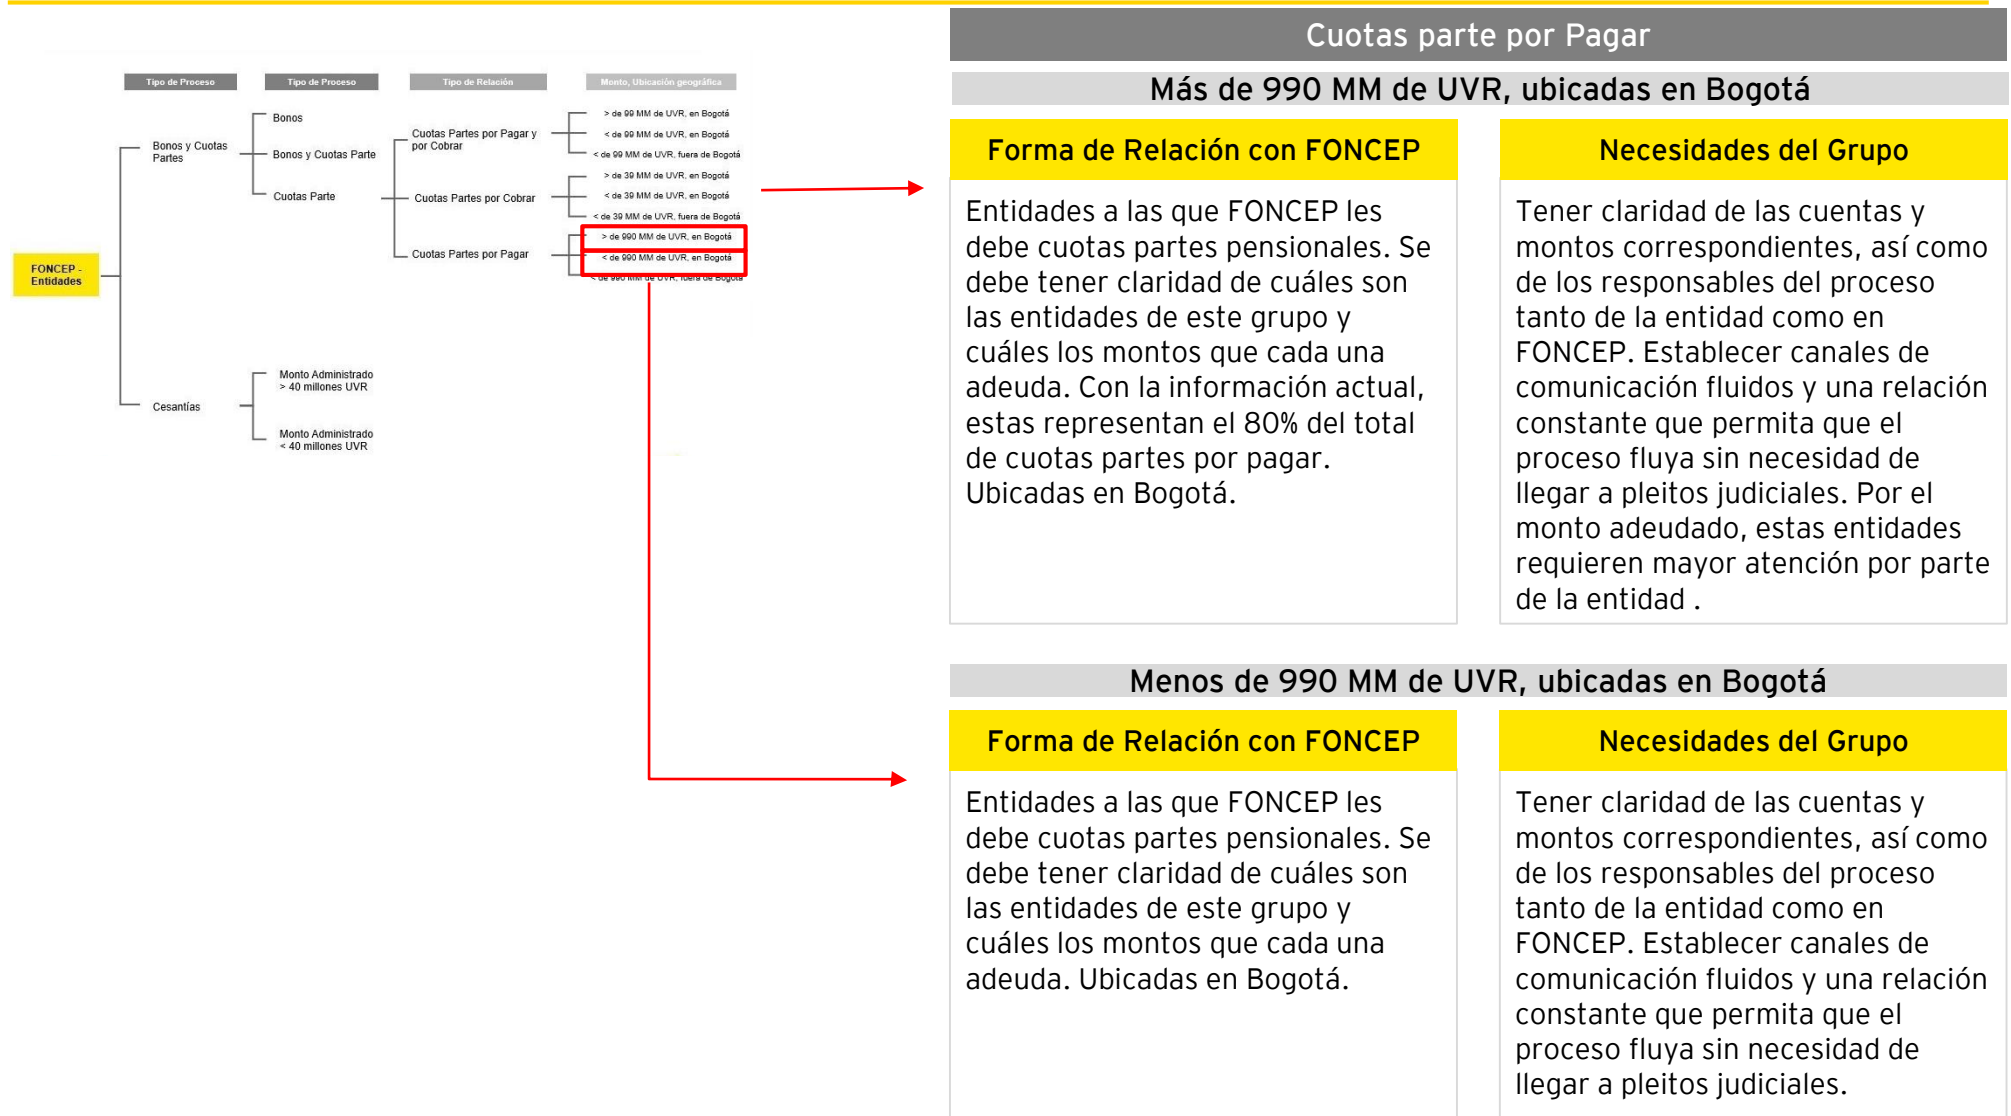 Cuotas parte por Pagar
Más de 990 MM de UVR, ubicadas en Bogotá
Tipo de Proceso
Tipo de Proceso
Tipo de Relación
Monto, Ubicación geográfica
Bonos
Bonos y Cuotas
Partes
Bonos y Cuotas Parte
Cuotas Parte
Cuotas Partes por Pagar y
por Cobrar
> de 99 MM de UVR, en Bogotá
< de 99 MM de UVR, en Bogotá
< de 99 MM de UVR, fuera de Bogotá
Cuotas Partes por Cobrar
> de 39 MM de UVR, en Bogotá
< de 39 MM de UVR, en Bogotá
< de 39 MM de UVR, fuera de Bogotá
Cuotas Partes por Pagar
> de 990 MM de UVR, en Bogotá
< de 990 MM de UVR, en Bogotá
< de 990 MM de UVR, fuera de Bogotá
FONCEP -
Entidades
Cesantías
Monto Administrado
> 40 millones UVR
Monto Administrado
< 40 millones UVR
Forma de Relación con FONCEP
Entidades a las que FONCEP les
debe cuotas partes pensionales. Se
debe tener claridad de cuáles son
las entidades de este grupo y
cuáles los montos que cada una
adeuda. Con la información actual,
estas representan el 80% del total
de cuotas partes por pagar.
Ubicadas en Bogotá.
Necesidades del Grupo
Tener claridad de las cuentas y
montos correspondientes, así como
de los responsables del proceso
tanto de la entidad como en
FONCEP. Establecer canales de
comunicación fluidos y una relación
constante que permita que el
proceso fluya sin necesidad de
llegar a pleitos judiciales. Por el
monto adeudado, estas entidades
requieren mayor atención por parte
de la entidad .
Menos de 990 MM de UVR, ubicadas en Bogotá
Forma de Relación con FONCEP
Entidades a las que FONCEP les
debe cuotas partes pensionales. Se
debe tener claridad de cuáles son
las entidades de este grupo y
cuáles los montos que cada una
adeuda. Ubicadas en Bogotá.
Necesidades del Grupo
Tener claridad de las cuentas y
montos correspondientes, así como
de los responsables del proceso
tanto de la entidad como en
FONCEP. Establecer canales de
comunicación fluidos y una relación
constante que permita que el
proceso fluya sin necesidad de
llegar a pleitos judiciales.